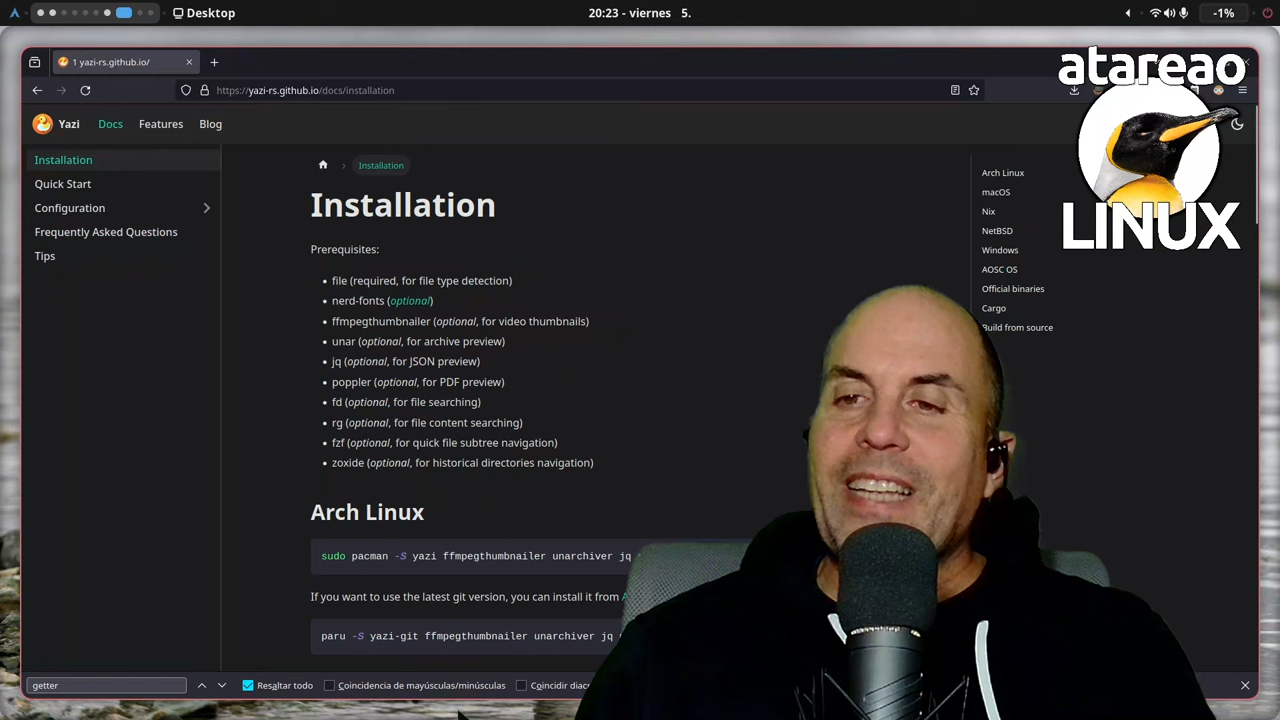 Desktop
20:23 - viernes 5.
-1%
1 yazi-rs.github.io/
https://yazi-rs.github.io/docs/installation
atareao
LINUX
Yazi
Docs
Features
Blog
Installation
Quick Start
Configuration
Frequently Asked Questions
Tips
Installation
Installation
Prerequisites:
• file (required, for file type detection)
• nerd-fonts (optional)
• ffmpegthumbnailer (optional, for video thumbnails)
• unar (optional, for archive preview)
• jq (optional, for JSON preview)
• poppler (optional, for PDF preview)
• fd (optional, for file searching)
• rg (optional, for file content searching)
• fzf (optional, for quick file subtree navigation)
• zoxide (optional, for historical directories navigation)
Arch Linux
sudo pacman -S yazi ffmpegthumbnailer unarchiver jq
If you want to use the latest git version, you can install it from
paru -S yazi-git ffmpegthumbnailer unarchiver jq
Arch Linux
macOS
Nix
NetBSD
Windows
AOSC OS
Official binaries
Cargo
Build from source
getter
Resaltar todo
Coincidencia de mayúsculas/minúsculas
Coincidir